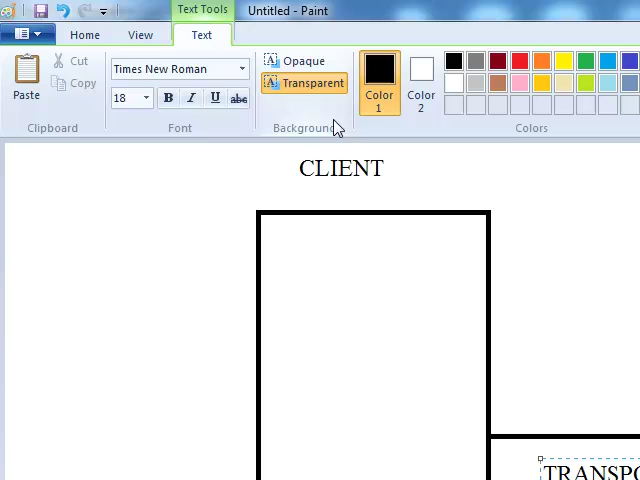 Text Tools Untitled - Paint
Home View Text
Paste Cut Copy Clipboard
Times New Roman
18 B I U abc
Font
Opaque
Transparent
Background
Color 1
Color 2
Colors
CLIENT